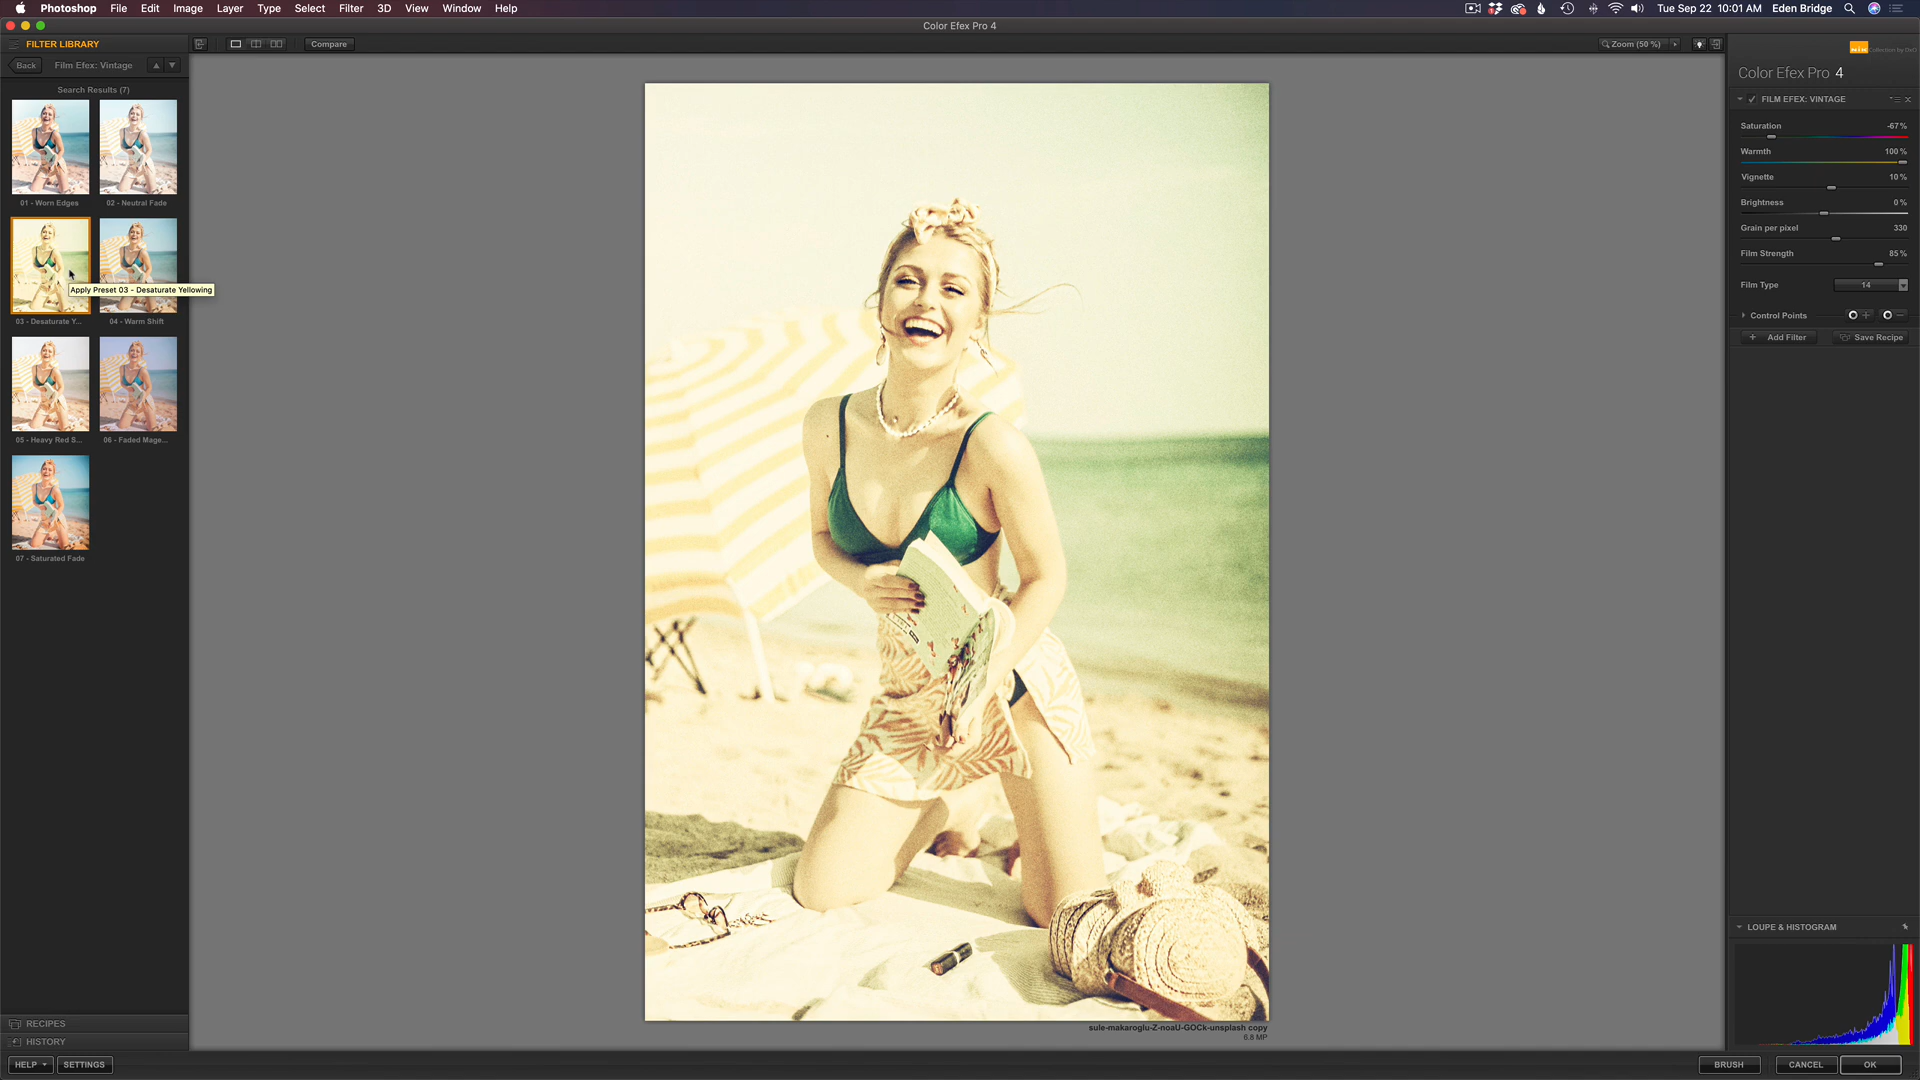 Photoshop File Edit Image Layer Type Select Filter 3D View Window Help
Tue Sep 22 10:01 AM Eden Bridge
Color Efex Pro 4
FILTER LIBRARY
Compare
Zoom (50 %)
Back Film Efex: Vintage
Search Results (7)
01 - Worn Edges
02 - Neutral Fade
Apply Preset 03 - Desaturate Yellowing
03 - Desaturate Y...
04 - Warm Shift
05 - Heavy Red S...
06 - Faded Mage...
07 - Saturated Fade
RECIPES
HISTORY
HELP
SETTINGS
sule-makaroglu-Z-noaU-GOCk-unsplash copy
6.8 MP
Nik Collection by DxO
Color Efex Pro 4
FILM EFEX: VINTAGE
Saturation -67 %
Warmth 100 %
Vignette 10 %
Brightness 0 %
Grain per pixel 330
Film Strength 85 %
Film Type 14
Control Points
Add Filter
Save Recipe
LOUPE & HISTOGRAM
BRUSH
CANCEL
OK